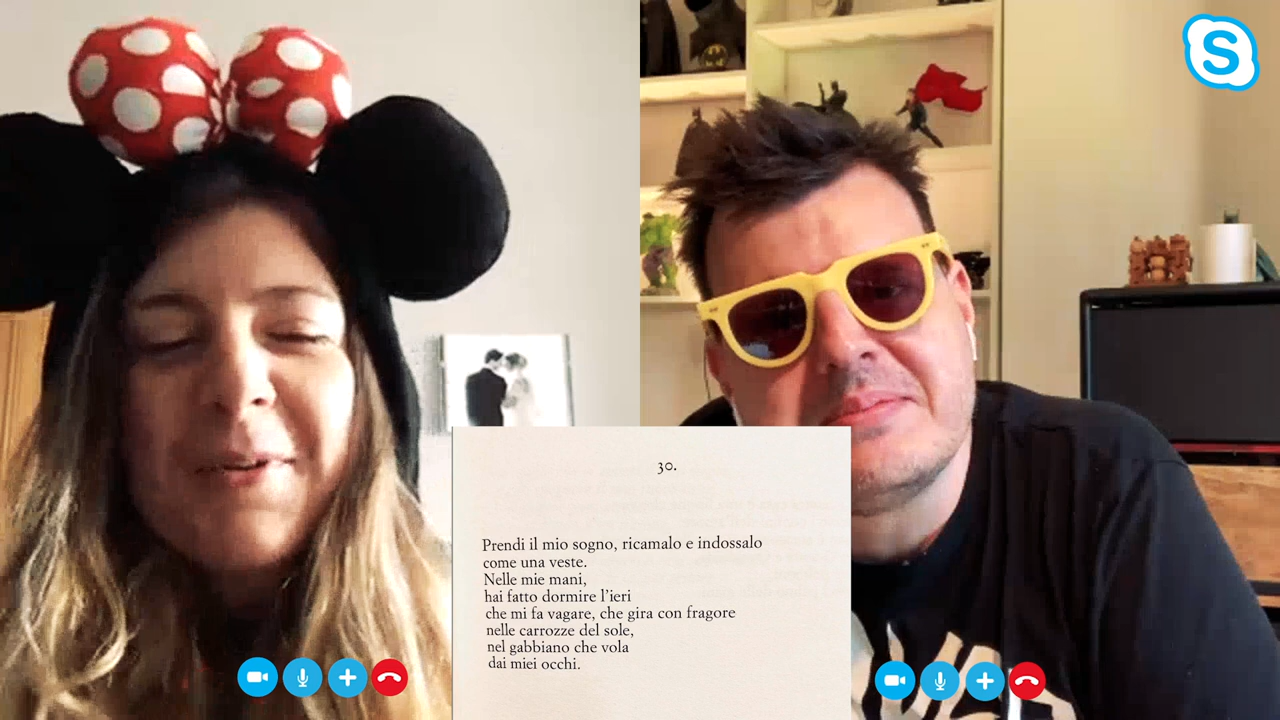 S
30.
Prendi il mio sogno, ricamalo e indossalo
come una veste.
Nelle mie mani,
hai fatto dormire l'ieri
che mi fa vagare, che gira con fragore
nelle carrozze del sole,
nel gabbiano che vola
dai miei occhi.